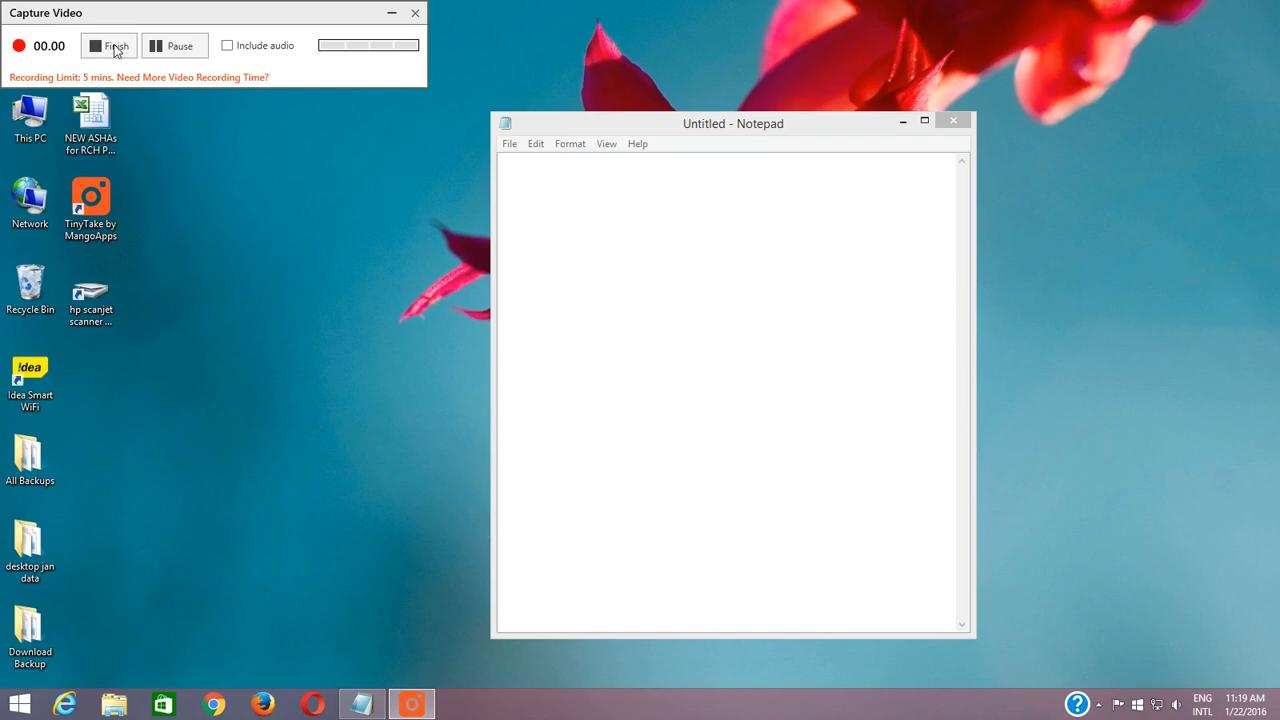 Capture Video
00.00
Finish
Pause
Include audio
Recording Limit: 5 mins. Need More Video Recording Time?
This PC
NEW ASHAs
for RCH P...
Network
TinyTake by
MangoApps
Recycle Bin
hp scanjet
scanner ...
!dea
Idea Smart
WiFi
All Backups
desktop jan
data
Download
Backup
Untitled - Notepad
File Edit Format View Help
ENG
INTL
11:19 AM
1/22/2016